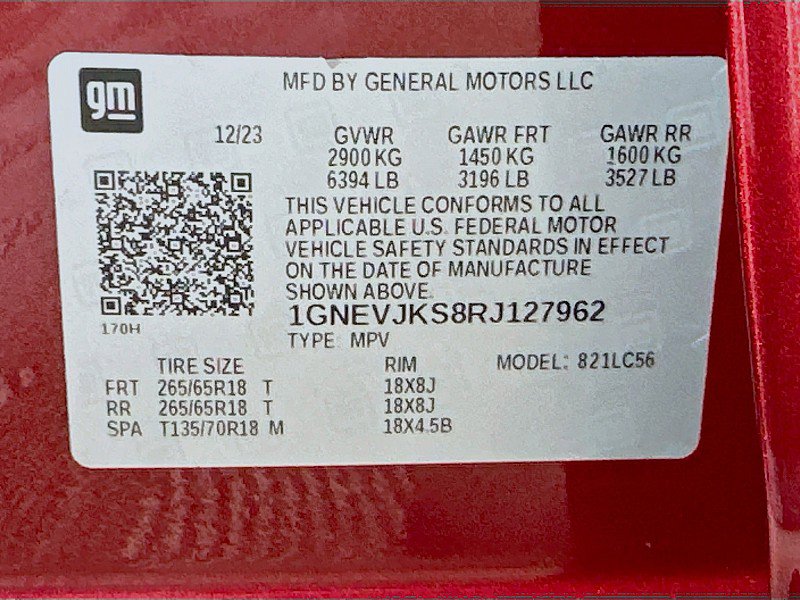 gm
MFD BY GENERAL MOTORS LLC
12/23 GVWR GAWR FRT GAWR RR
2900 KG 1450 KG 1600 KG
6394 LB 3196 LB 3527 LB
THIS VEHICLE CONFORMS TO ALL
APPLICABLE U.S. FEDERAL MOTOR
VEHICLE SAFETY STANDARDS IN EFFECT
ON THE DATE OF MANUFACTURE
SHOWN ABOVE.
1GNEVJKS8RJ127962
170H
TYPE: MPV
TIRE SIZE RIM MODEL: 821LC56
FRT 265/65R18 T 18X8J
RR 265/65R18 T 18X8J
SPA T135/70R18 M 18X4.5B